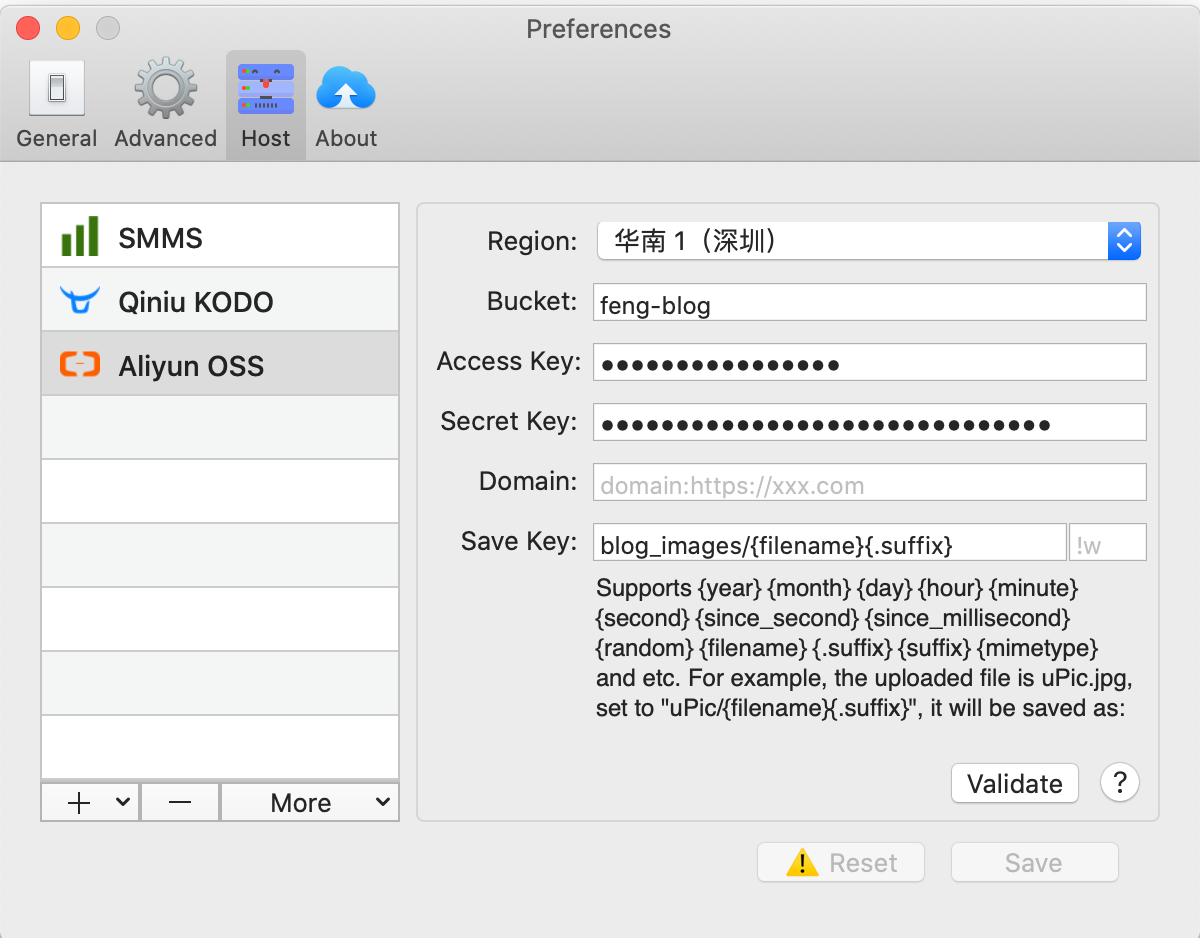 Preferences
General
Advanced
Host
About
SMMS
Qiniu KODO
Aliyun OSS
More
Region:
华南 1（深圳）
Bucket:
feng-blog
Access Key:
●●●●●●●●●●●●●●●●
Secret Key:
●●●●●●●●●●●●●●●●●●●●●●●●●●●●●●
Domain:
domain:https://xxx.com
Save Key:
blog_images/{filename}{.suffix}
!w
Supports {year} {month} {day} {hour} {minute}
{second} {since_second} {since_millisecond}
{random} {filename} {.suffix} {suffix} {mimetype}
and etc. For example, the uploaded file is uPic.jpg,
set to "uPic/{filename}{.suffix}", it will be saved as:
Validate
?
Reset
Save